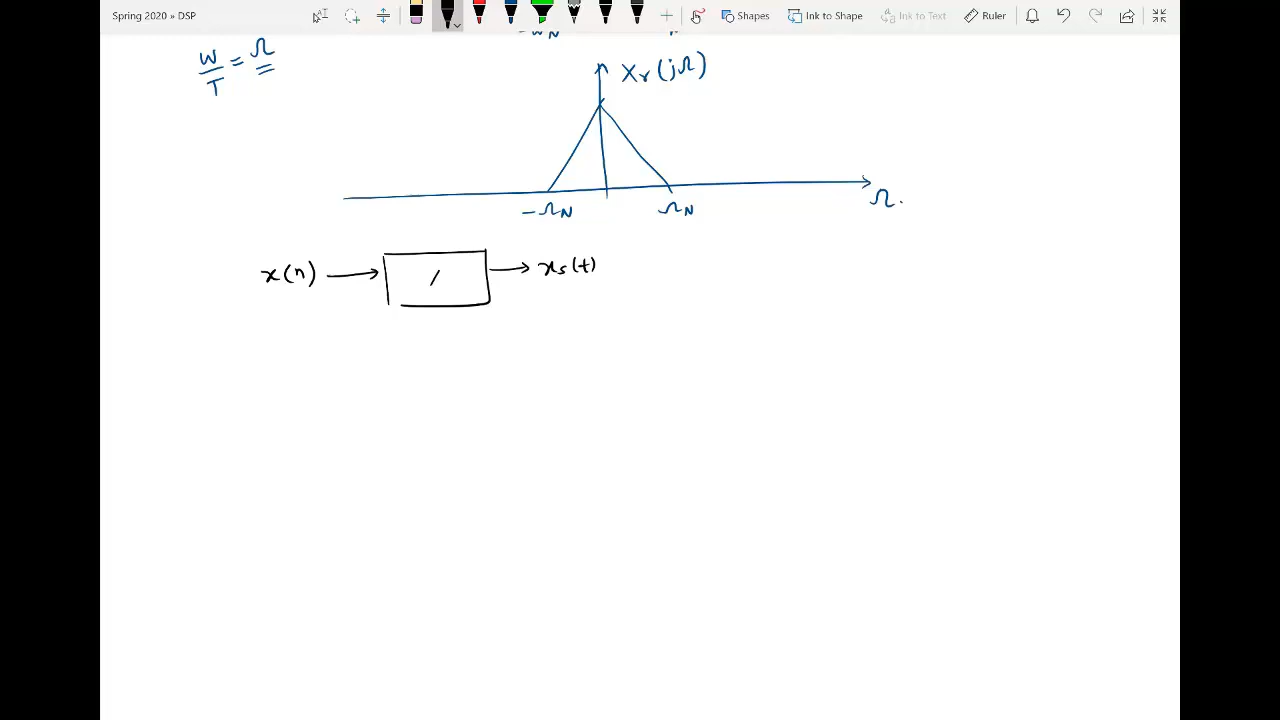 Spring 2020 » DSP
Shapes
Ink to Shape
Ink to Text
Ruler
W/T = Ω
Xr(jΩ)
-ΩN
ΩN
Ω.
x(n)
xs(t)